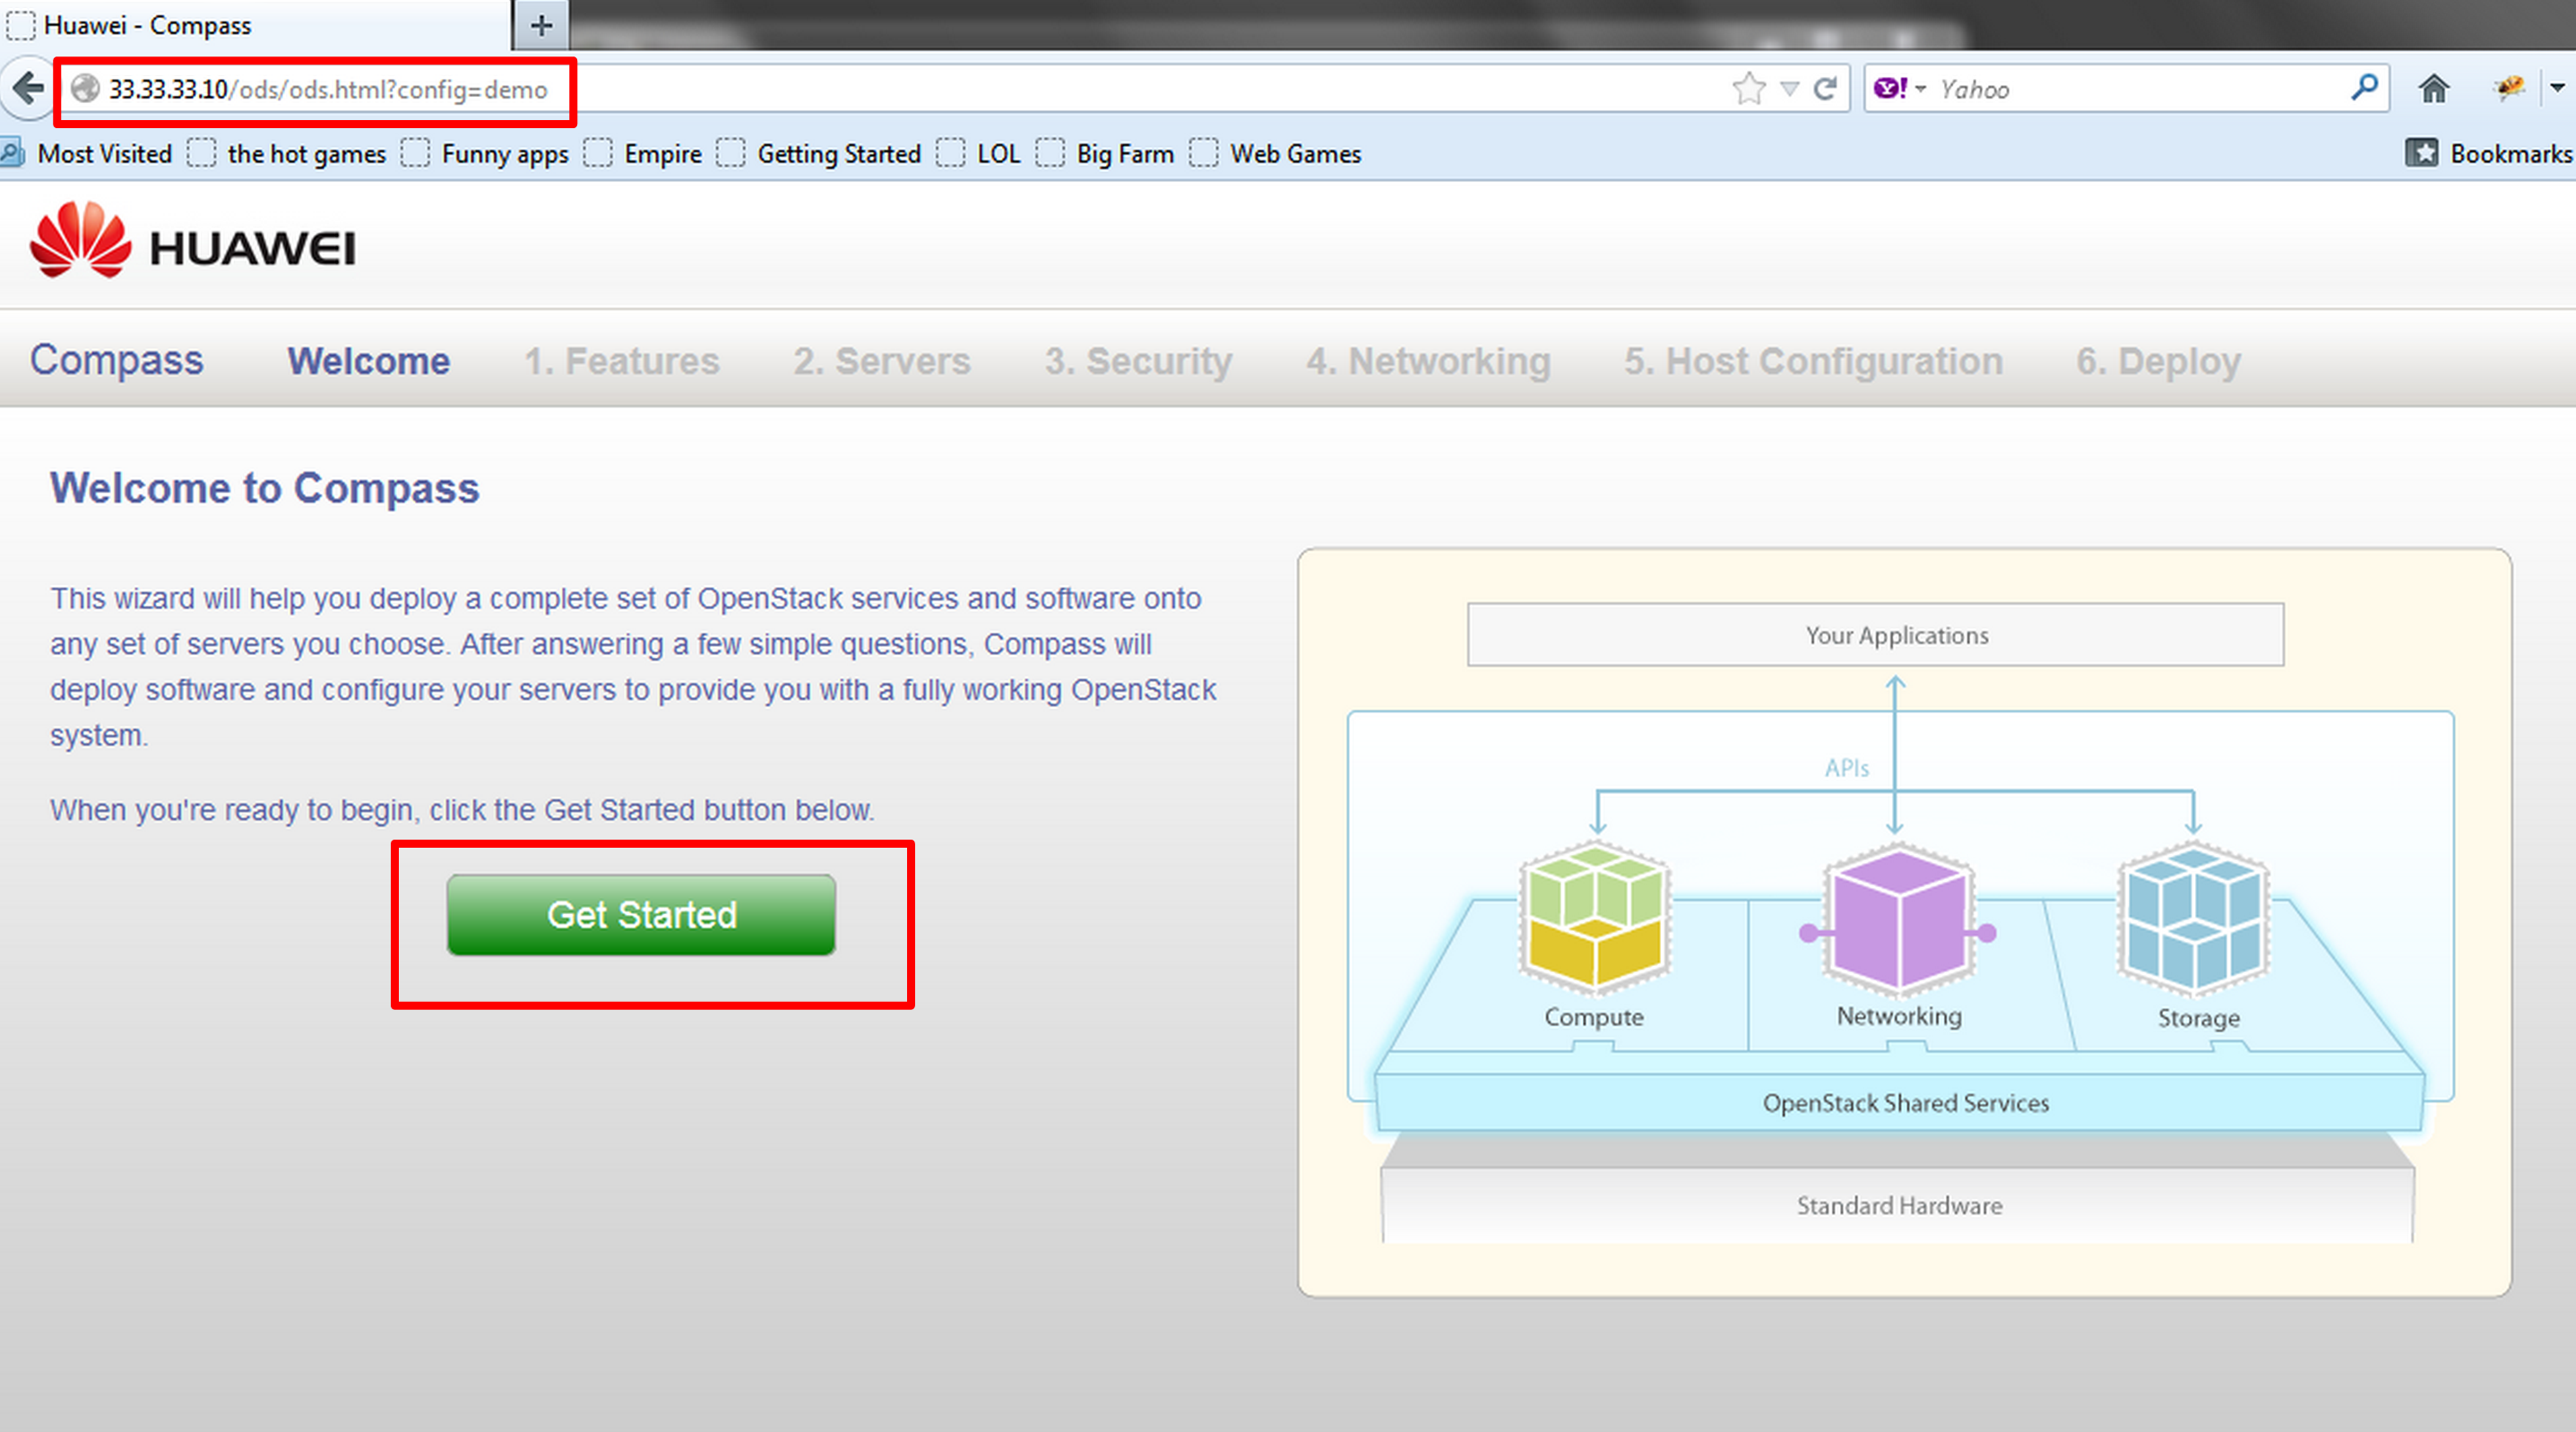 Huawei - Compass
33.33.33.10/ods/ods.html?config=demo
Y! Yahoo
Most Visited the hot games Funny apps Empire Getting Started LOL Big Farm Web Games Bookmarks
HUAWEI
Compass Welcome 1. Features 2. Servers 3. Security 4. Networking 5. Host Configuration 6. Deploy
Welcome to Compass
This wizard will help you deploy a complete set of OpenStack services and software onto
any set of servers you choose. After answering a few simple questions, Compass will
deploy software and configure your servers to provide you with a fully working OpenStack
system.
When you're ready to begin, click the Get Started button below.
Get Started
Your Applications
APIs
Compute Networking Storage
OpenStack Shared Services
Standard Hardware